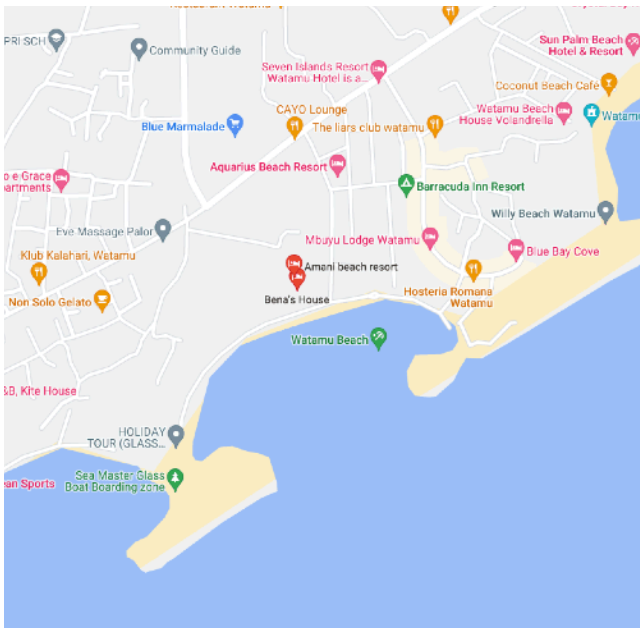 Restaurant Watamu
PRI SCH
Community Guide
Sun Palm Beach
Hotel & Resort
Seven Islands Resort
Watamu Hotel is a...
Coconut Beach Cafe
CAYO Lounge
Watamu Beach
House Volandrella
Watamu
Blue Marmalade
The liars club watamu
Aquarius Beach Resort
e Grace
Barracuda Inn Resort
Willy Beach Watamu
Eve Massage Palor
Mbuyu Lodge Watamu
Blue Bay Cove
Klub Kalahari, Watamu
Amani beach resort
Bena's House
Hosteria Romana
Watamu
Non Solo Gelato
Watamu Beach
&B, Kite House
HOLIDAY
TOUR (GLASS...
Sea Master Glass
Boat Boarding zone
ean Sports